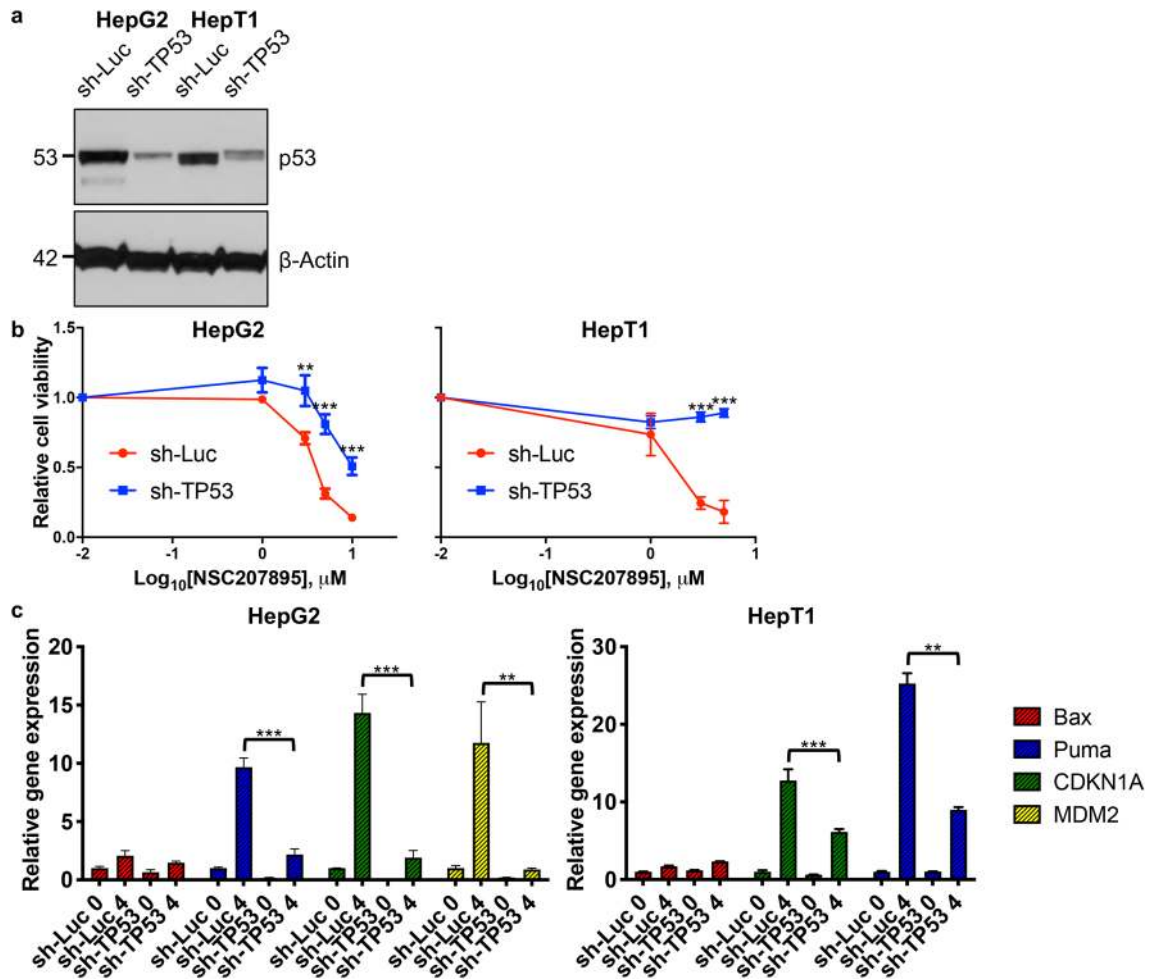 a
HepG2 HepT1
sh-Luc sh-TP53 sh-Luc sh-TP53
53 p53
42 β-Actin
b
HepG2
Relative cell viability
1.5
1.0
0.5
0.0
** *** ***
sh-Luc
sh-TP53
-2 -1 0 1
Log10[NSC207895], μM
HepT1
*** ***
sh-Luc
sh-TP53
-2 -1 0 1
Log10[NSC207895], μM
c
HepG2
Relative gene expression
20
15
10
5
0
*** *** **
sh-Luc 0 sh-Luc 4 sh-TP53 0 sh-TP53 4 sh-Luc 0 sh-Luc 4 sh-TP53 0 sh-TP53 4 sh-Luc 0 sh-Luc 4 sh-TP53 0 sh-TP53 4 sh-Luc 0 sh-Luc 4 sh-TP53 0 sh-TP53 4
HepT1
Relative gene expression
30
20
10
0
*** **
sh-Luc 0 sh-Luc 4 sh-TP53 0 sh-TP53 4 sh-Luc 0 sh-Luc 4 sh-TP53 0 sh-TP53 4 sh-Luc 0 sh-Luc 4 sh-TP53 0 sh-TP53 4
Bax
Puma
CDKN1A
MDM2